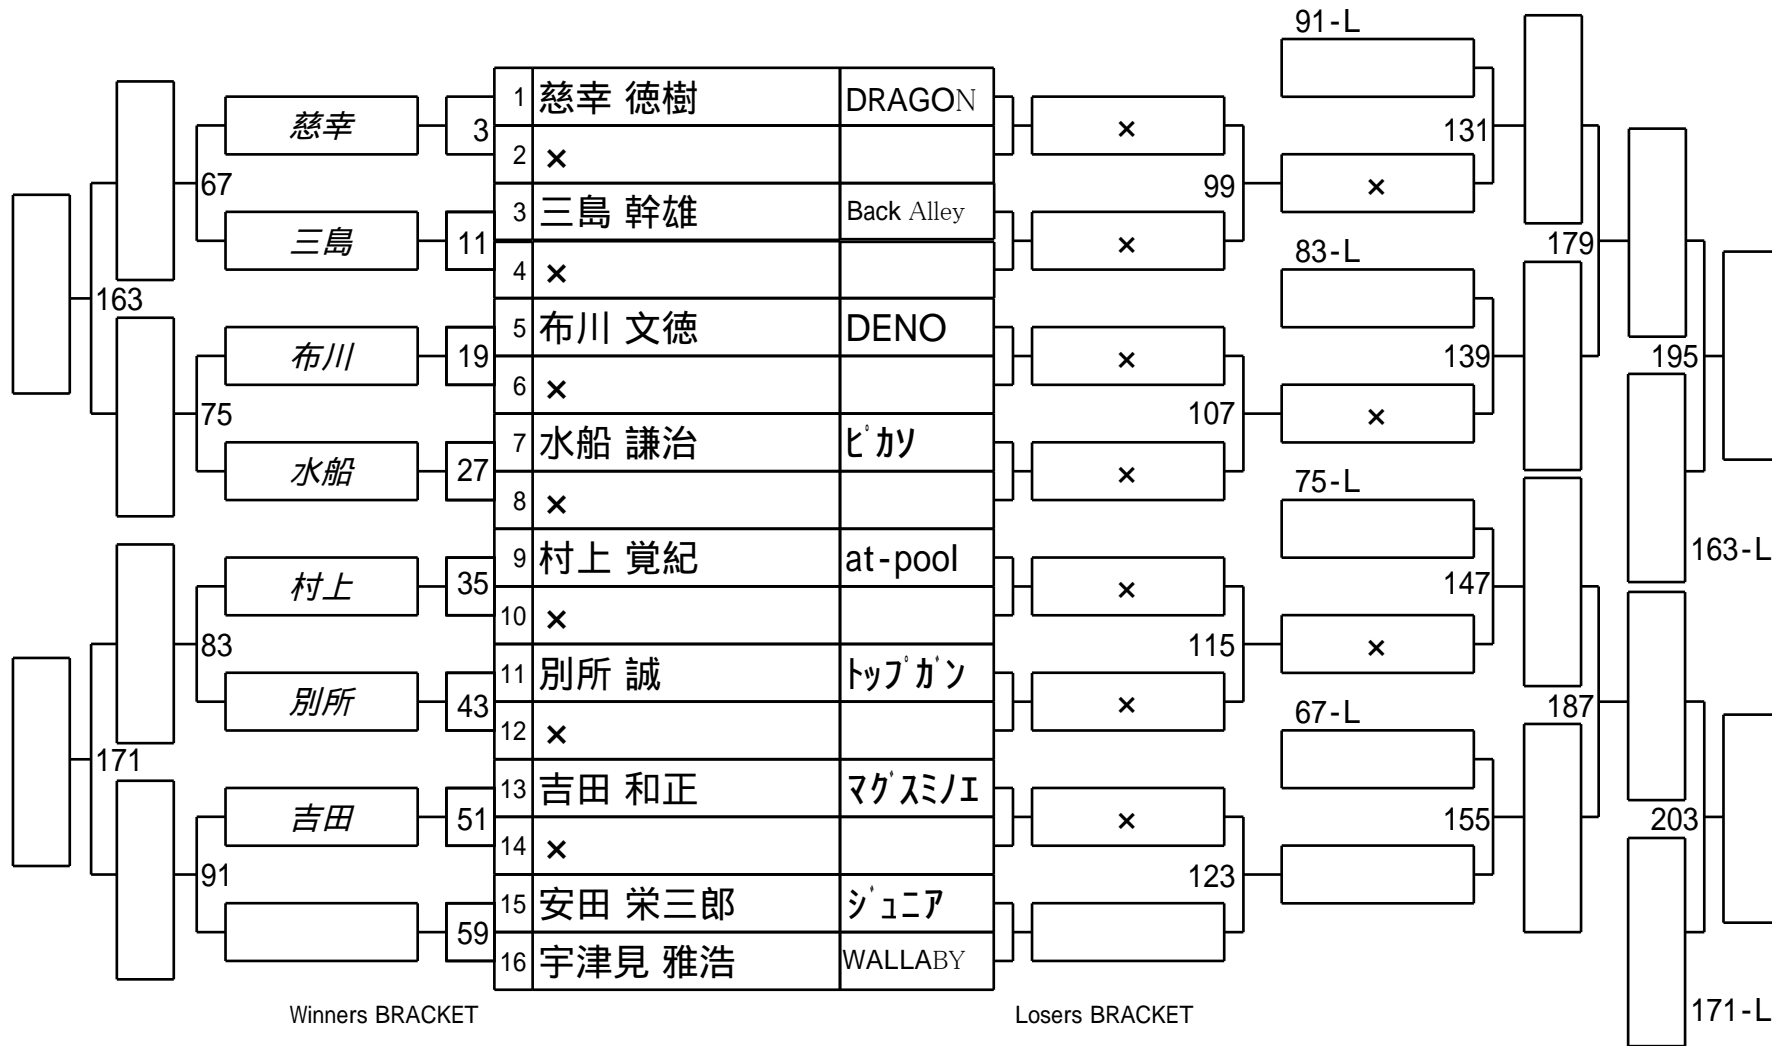 91-L
1 慈幸 徳樹 DRAGON
慈幸 3 × 131
2 ×
67 99 ×
3 三島 幹雄 Back Alley
三島 11 × 179
4 × 83-L
163
5 布川 文徳 DENO
布川 19 × 139 195
6 ×
75 107 ×
7 水船 謙治 ピカソ
水船 27 ×
8 × 75-L
9 村上 覚紀 at-pool 163-L
村上 35 × 147
10 ×
83 115 ×
11 別所 誠 トップガン
別所 43 × 187
12 × 67-L
171
13 吉田 和正 マグスミノエ
吉田 51 × 155 203
14 ×
91 123
15 安田 栄三郎 ジュニア
59
16 宇津見 雅浩 WALLABY
Winners BRACKET Losers BRACKET 171-L